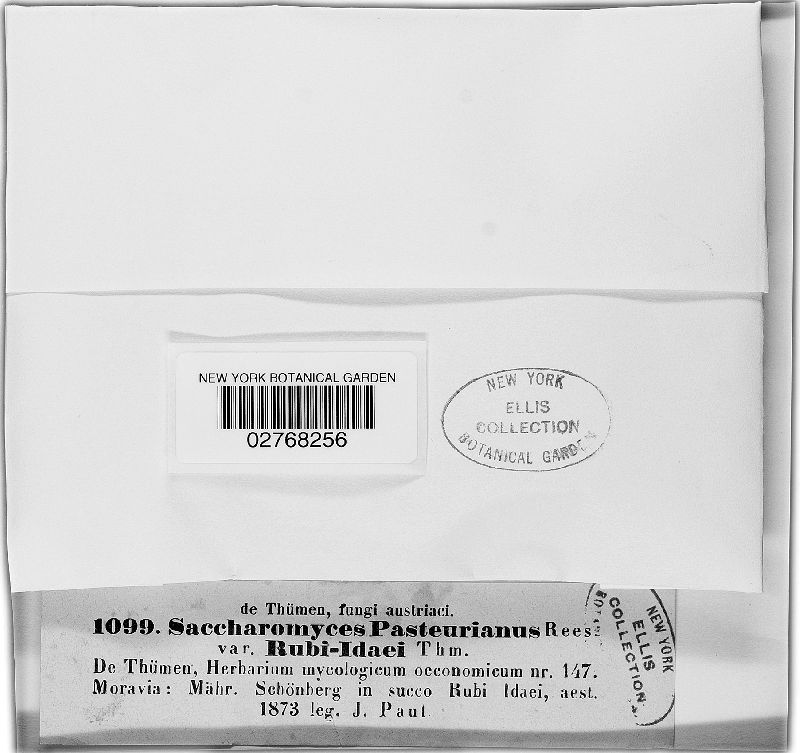 NEW YORK BOTANICAL GARDEN
02768256
NEW YORK
ELLIS
COLLECTION
BOTANICAL GARDEN
de Thümen, fungi austriaci.
1099. Saccharomyces Pasteurianus Rees.
var. Rubi-Idaei Thm.
De Thümen, Herbarium mycologicum oeconomicum nr. 147.
Moravia: Mähr. Schönberg in succo Rubi Idaei, aest.
1873 leg. J. Paul
NEW YORK
ELLIS
COLLECTION